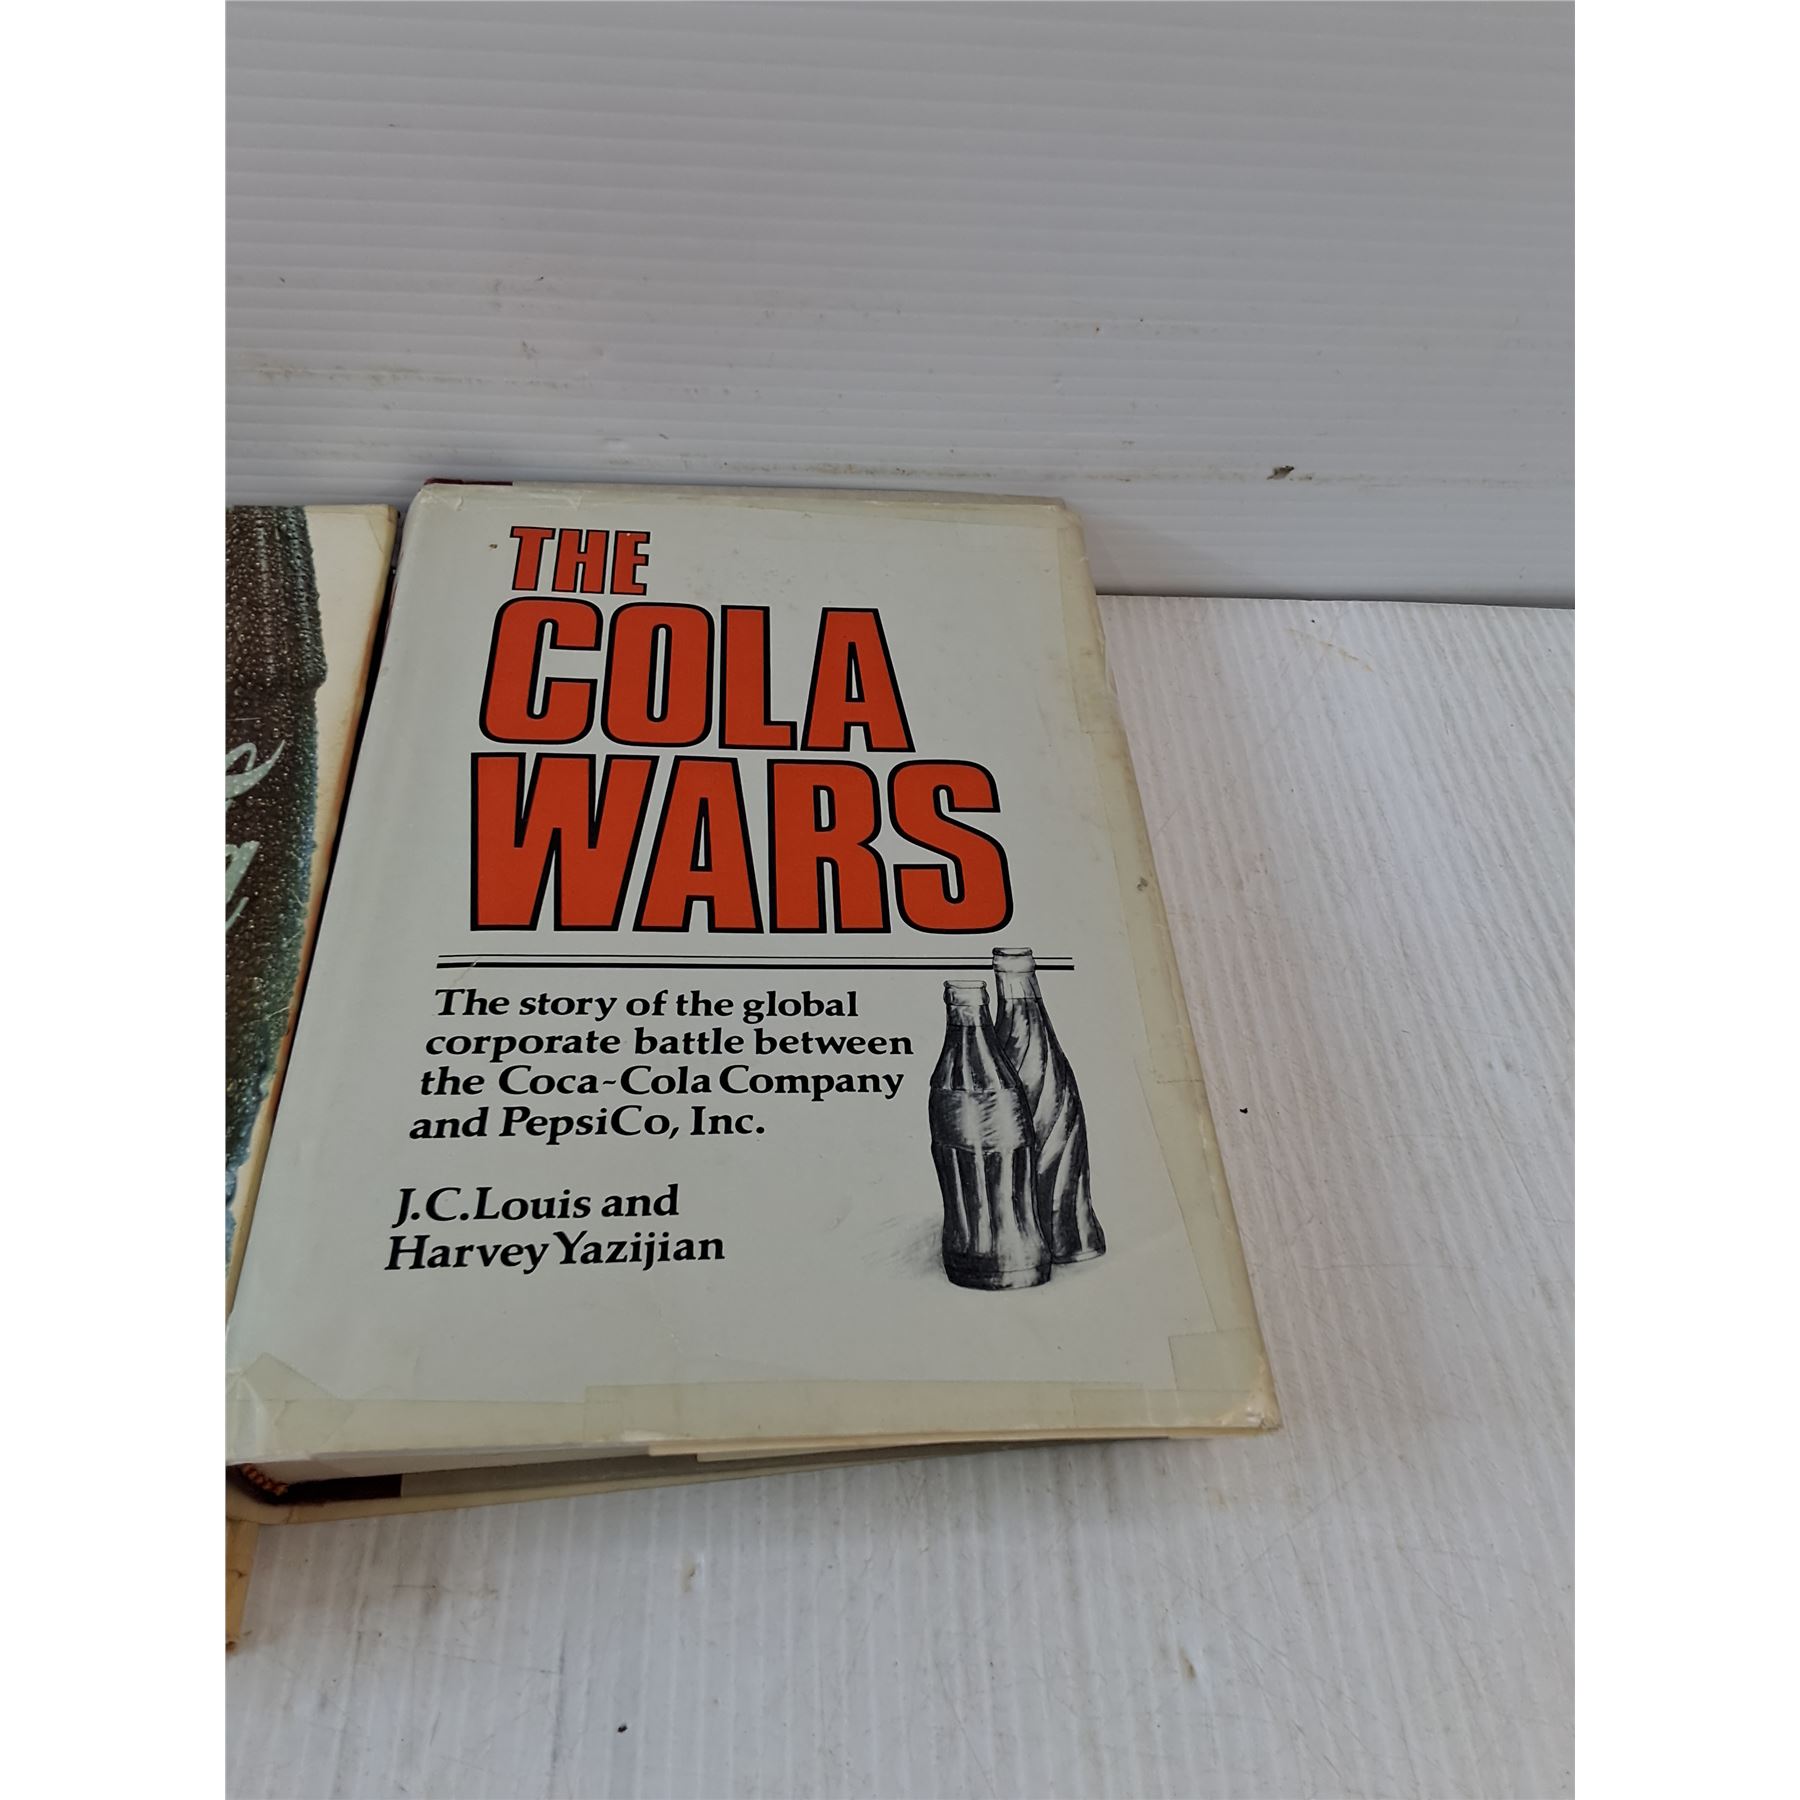 THE
COLA
WARS
The story of the global
corporate battle between
the Coca-Cola Company
and PepsiCo, Inc.
J.C.Louis and
Harvey Yazijian